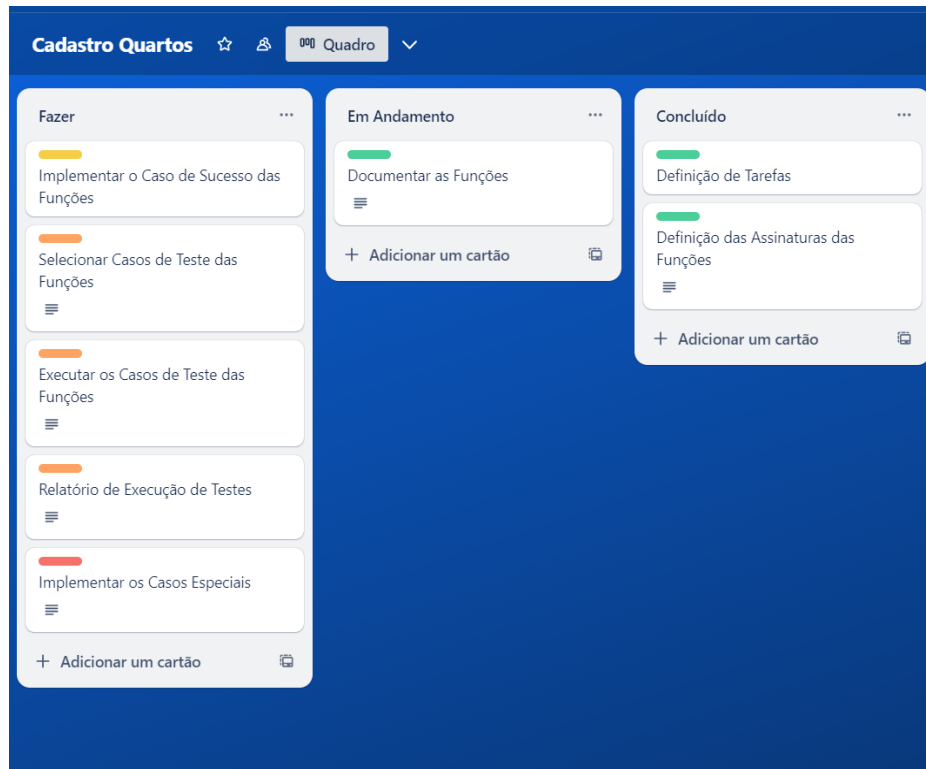 Cadastro Quartos
Quadro
Fazer
Implementar o Caso de Sucesso das
Funções
Selecionar Casos de Teste das
Funções
Executar os Casos de Teste das
Funções
Relatório de Execução de Testes
Implementar os Casos Especiais
+ Adicionar um cartão
Em Andamento
Documentar as Funções
+ Adicionar um cartão
Concluído
Definição de Tarefas
Definição das Assinaturas das
Funções
+ Adicionar um cartão